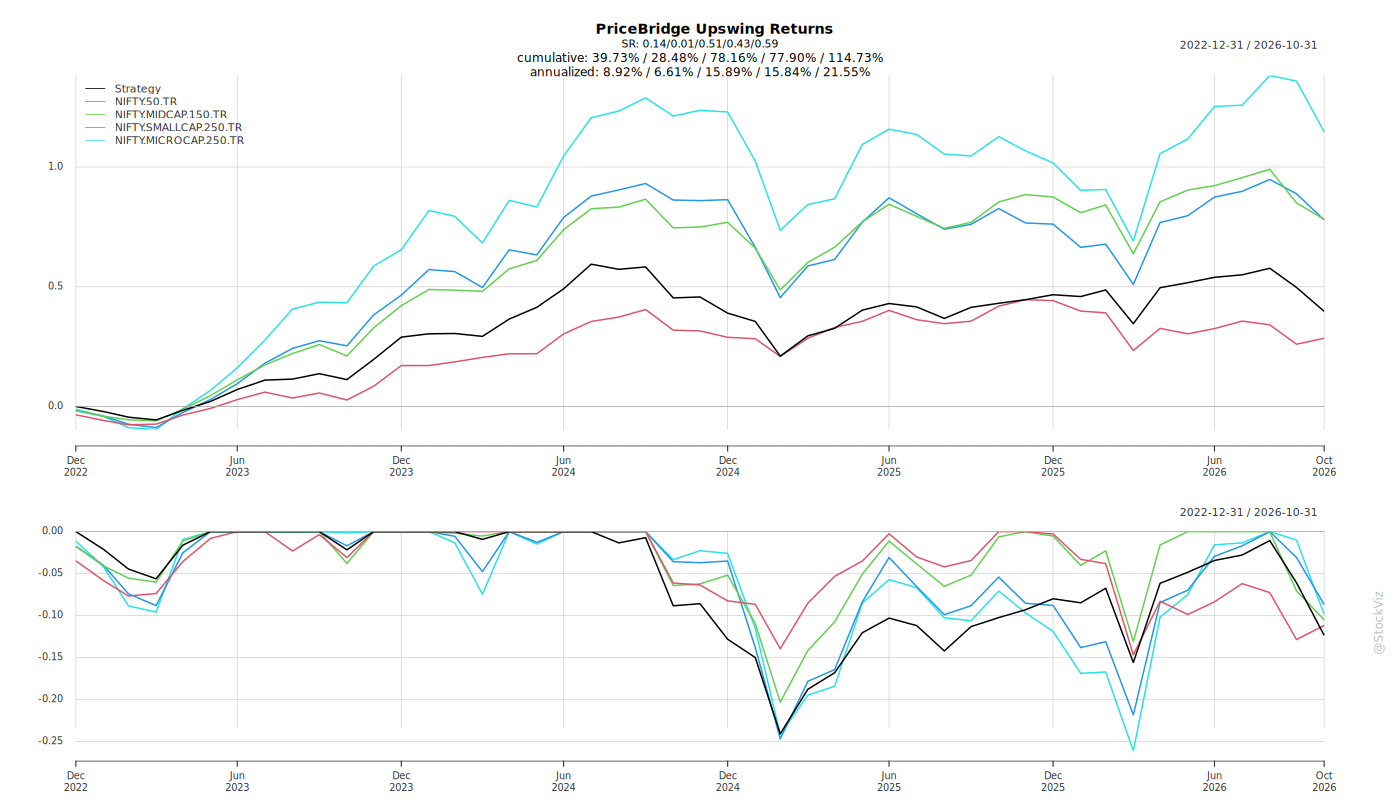 PriceBridge Upswing Returns
SR: 0.14/0.01/0.51/0.43/0.59
cumulative: 39.73% / 28.48% / 78.16% / 77.90% / 114.73%
annualized: 8.92% / 6.61% / 15.89% / 15.84% / 21.55%
2022-12-31 / 2026-10-31
Strategy
NIFTY.50.TR
NIFTY.MIDCAP.150.TR
NIFTY.SMALLCAP.250.TR
NIFTY.MICROCAP.250.TR
1.0
0.5
0.0
Dec Jun Dec Jun Dec Jun Dec Jun Oct
2022 2023 2023 2024 2024 2025 2025 2026 2026
2022-12-31 / 2026-10-31
0.00
-0.05
-0.10
-0.15
-0.20
-0.25
Dec Jun Dec Jun Dec Jun Dec Jun Oct
2022 2023 2023 2024 2024 2025 2025 2026 2026
@StockViz